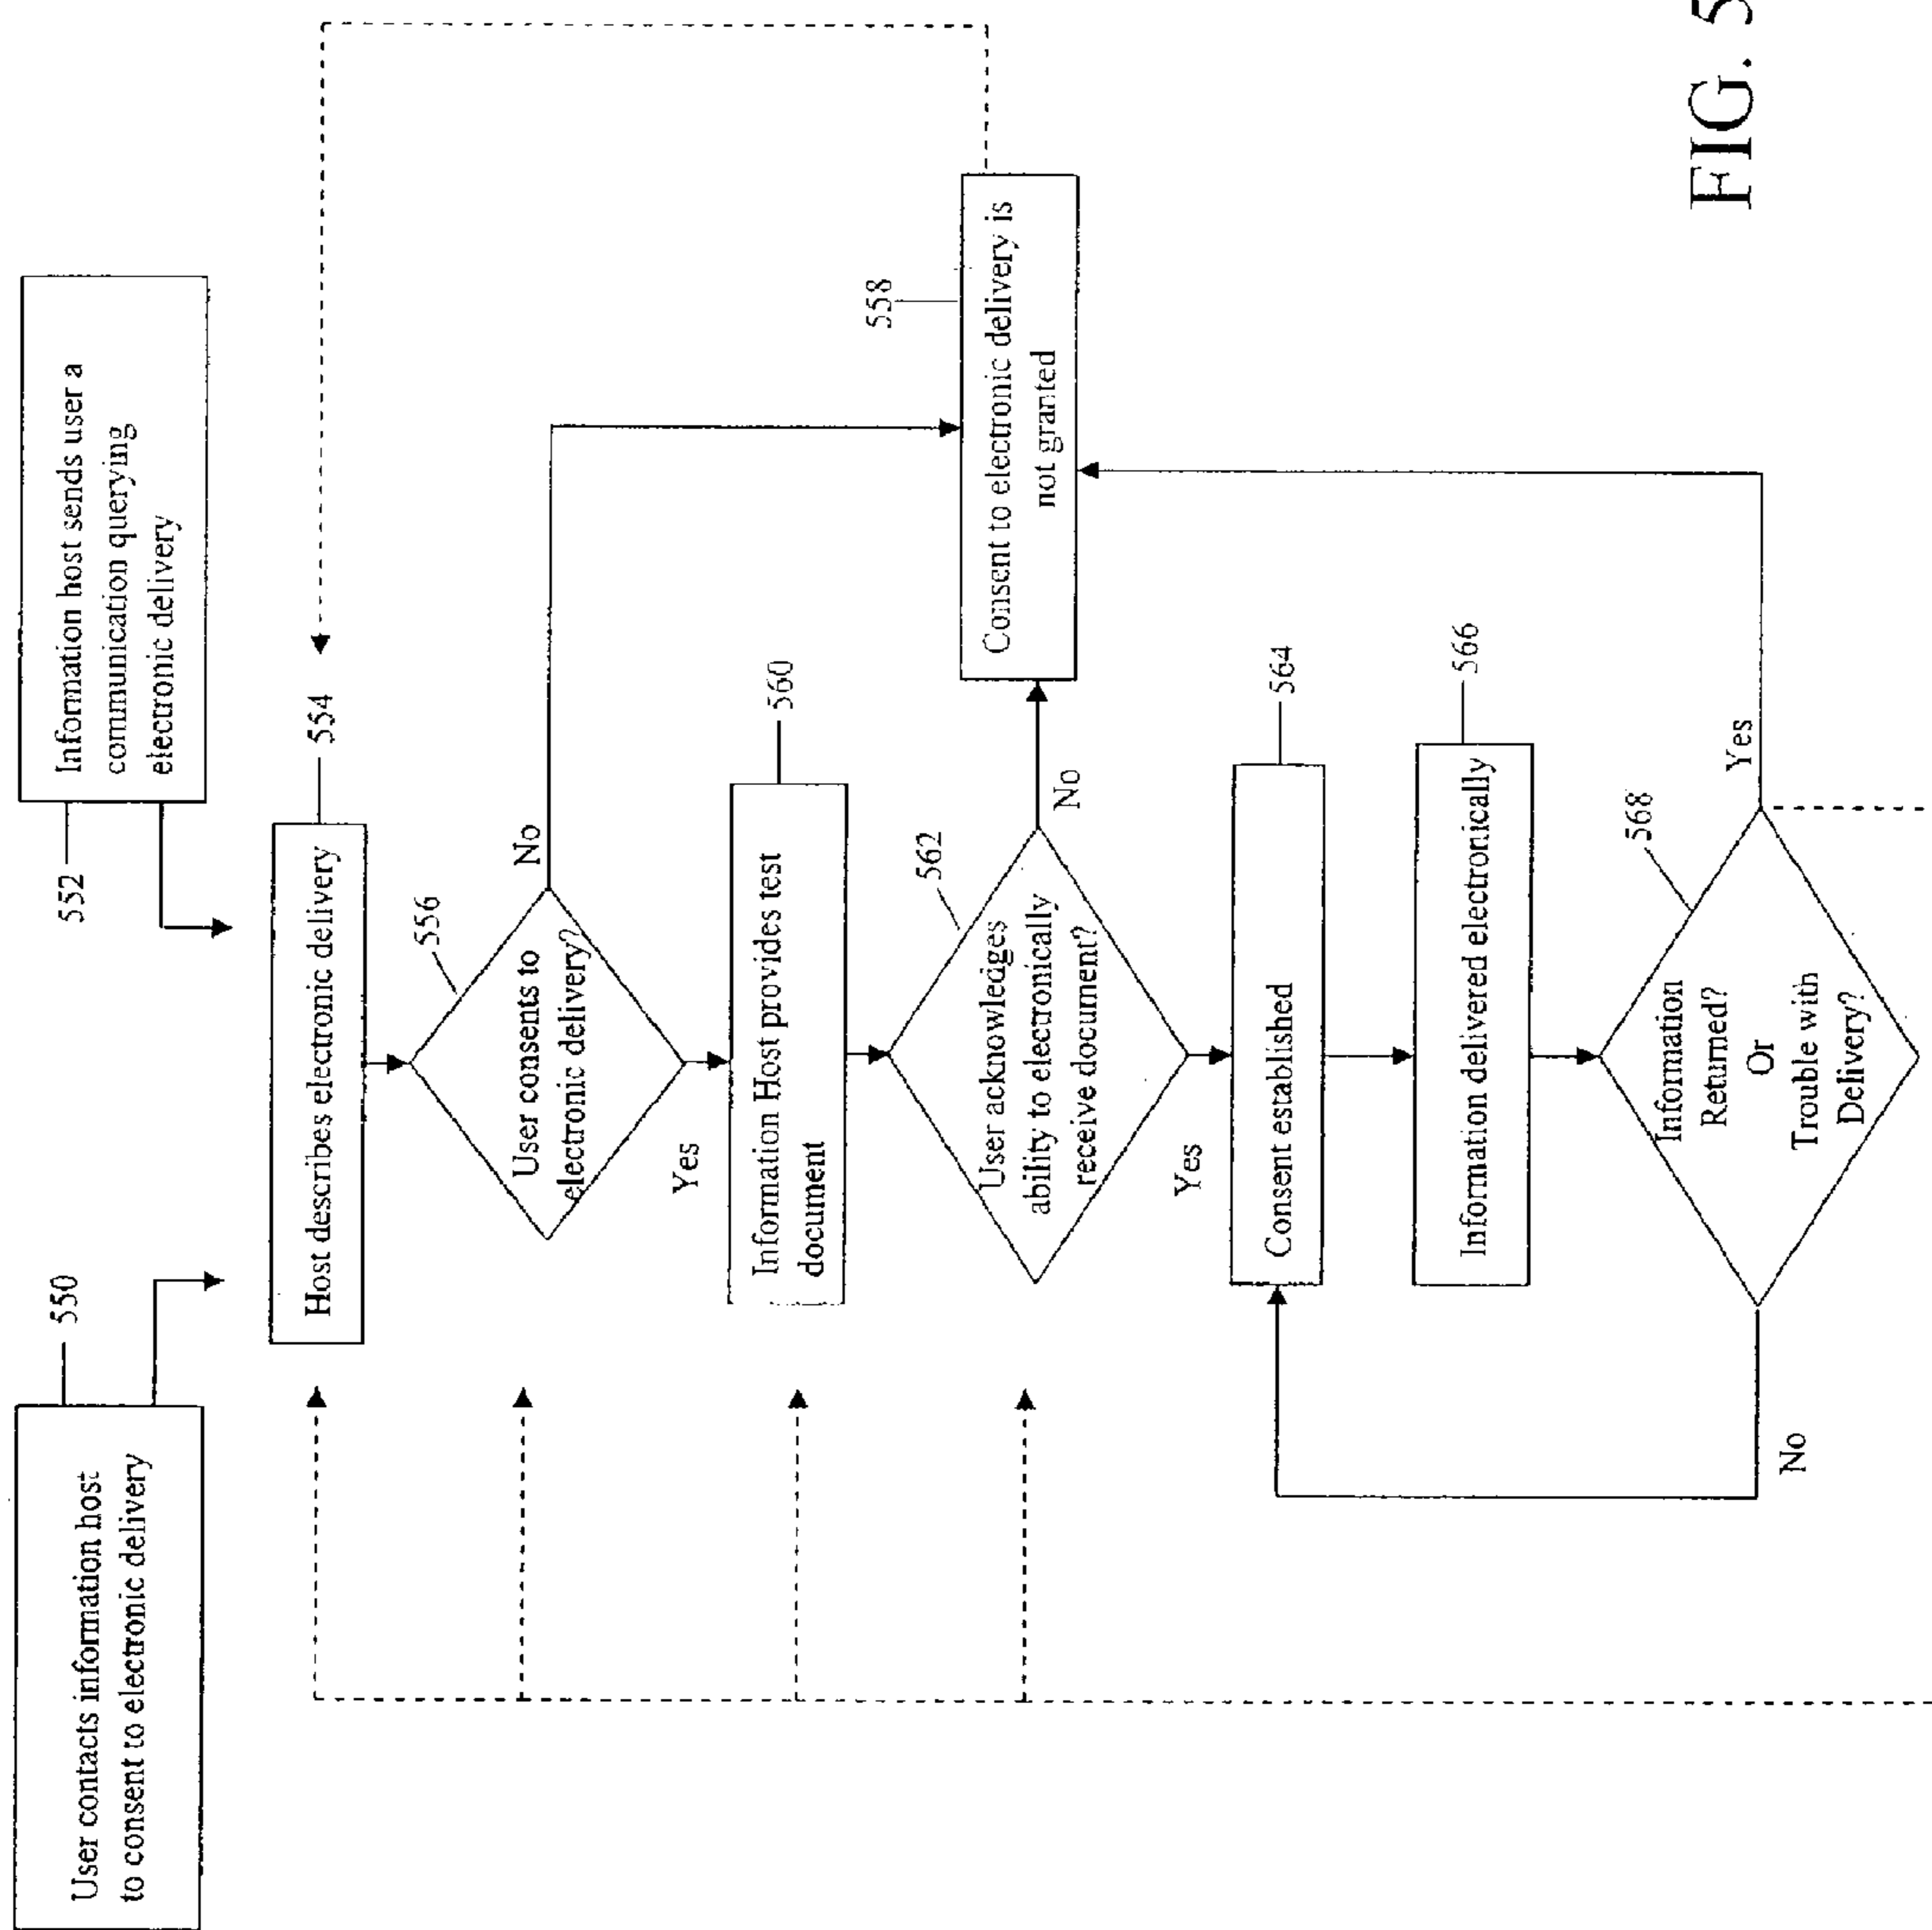 User contacts information host
to consent to electronic delivery
550
Information host sends user a
communication querying
electronic delivery
552
Host describes electronic delivery
554
User consents to
electronic delivery?
556
No
Yes
Information Host provides test
document
560
User acknowledges
ability to electronically
receive document?
562
No
Yes
Consent to electronic delivery is
not granted
558
Consent established
564
Information delivered electronically
566
Information
Returned?
Or
Trouble with
Delivery?
568
Yes
No
FIG. 5